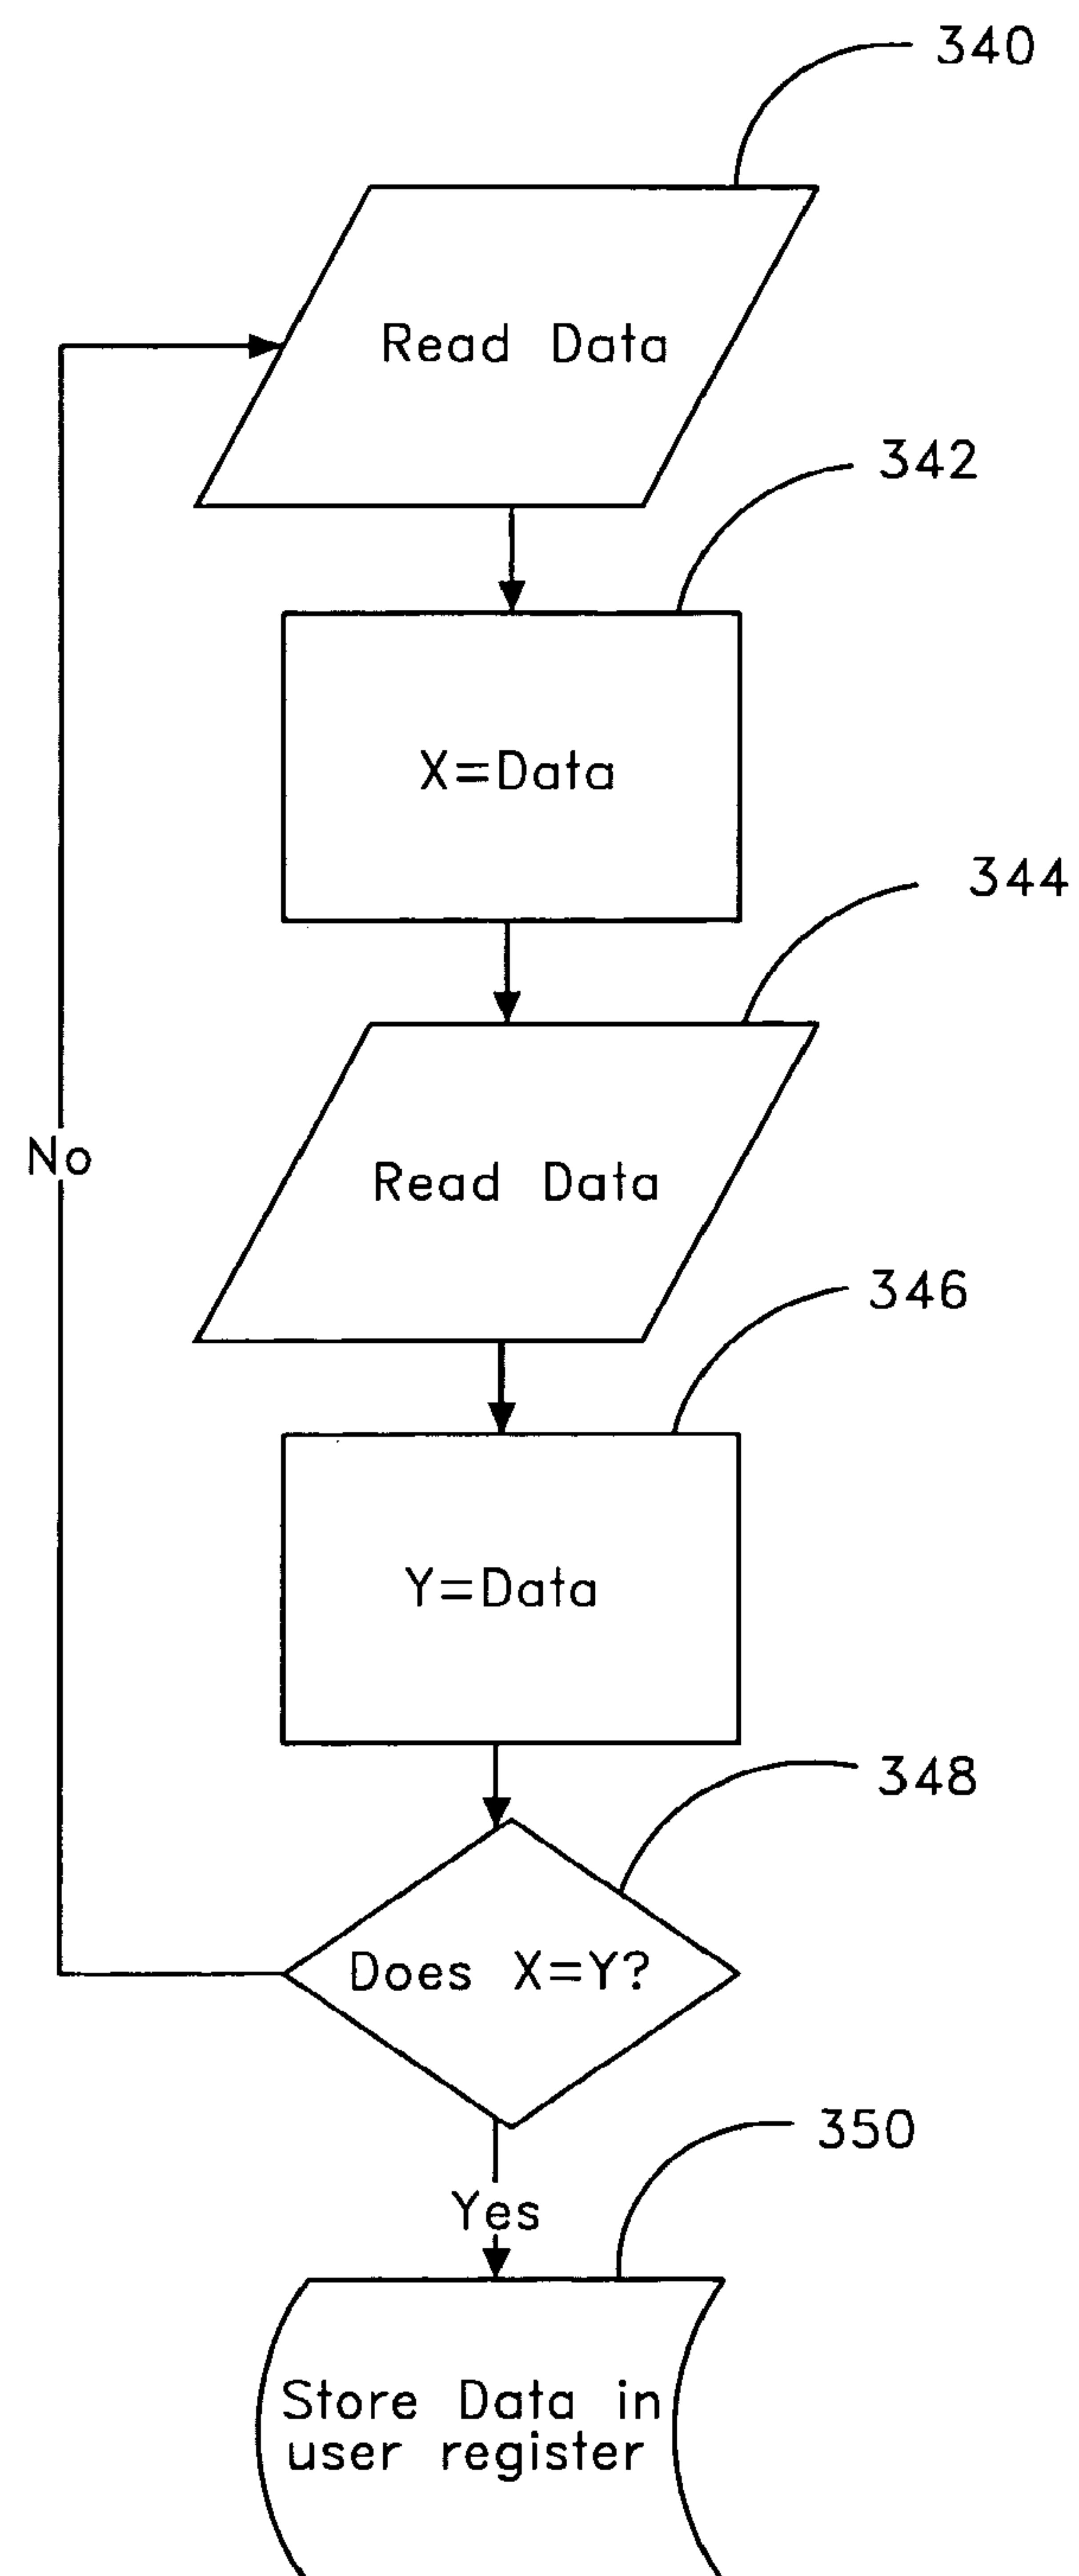 340
Read Data
342
X=Data
344
Read Data
No
346
Y=Data
348
Does X=Y?
350
Yes
Store Data in
user register